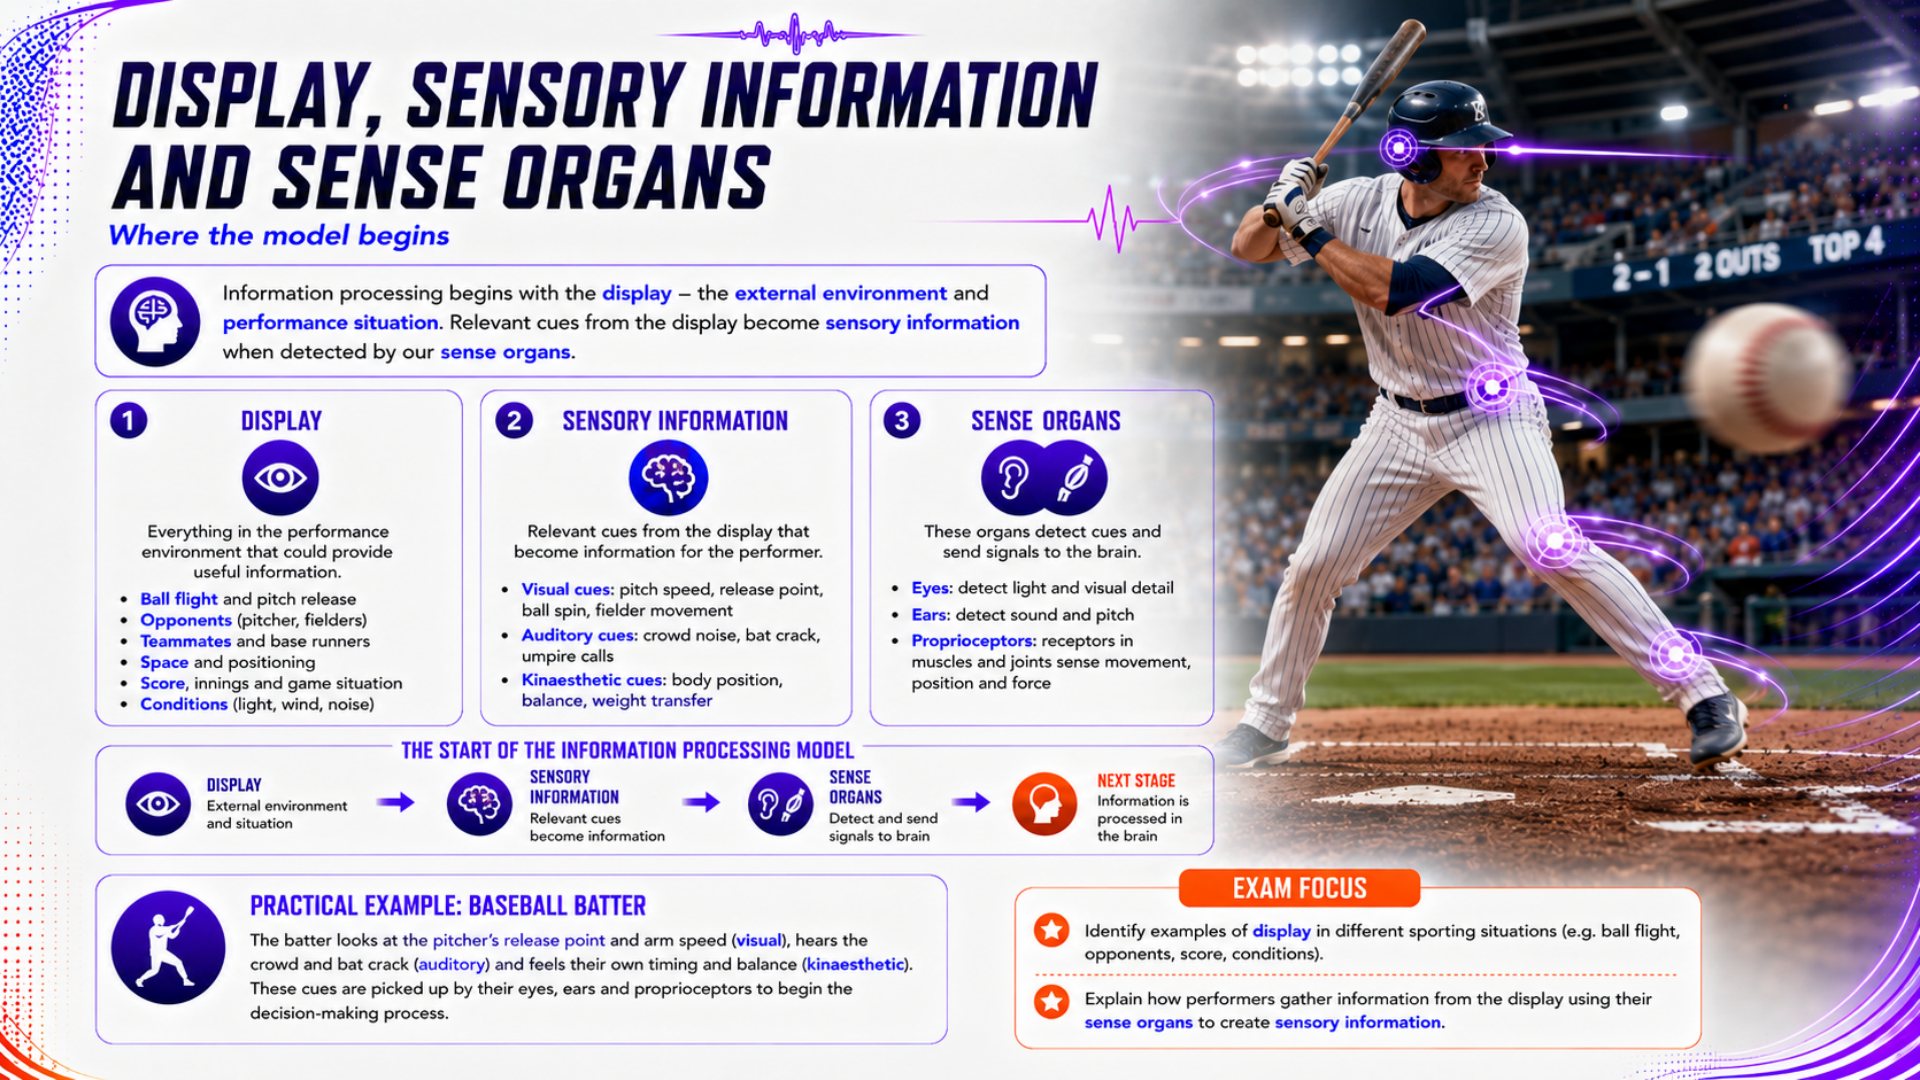 DISPLAY, SENSORY INFORMATION
AND SENSE ORGANS
Where the model begins
Information processing begins with the display – the external environment and
performance situation. Relevant cues from the display become sensory information
when detected by our sense organs.
1
DISPLAY
Everything in the performance
environment that could provide
useful information.
• Ball flight and pitch release
• Opponents (pitcher, fielders)
• Teammates and base runners
• Space and positioning
• Score, innings and game situation
• Conditions (light, wind, noise)
2
SENSORY INFORMATION
Relevant cues from the display that
become information for the performer.
• Visual cues: pitch speed, release point,
ball spin, fielder movement
• Auditory cues: crowd noise, bat crack,
umpire calls
• Kinaesthetic cues: body position,
balance, weight transfer
3
SENSE ORGANS
These organs detect cues and
send signals to the brain.
• Eyes: detect light and visual detail
• Ears: detect sound and pitch
• Proprioceptors: receptors in
muscles and joints sense movement,
position and force
2-1 2 OUTS TOP 4
THE START OF THE INFORMATION PROCESSING MODEL
DISPLAY
External environment
and situation
SENSORY
INFORMATION
Relevant cues
become information
SENSE
ORGANS
Detect and send
signals to brain
NEXT STAGE
Information is
processed in
the brain
PRACTICAL EXAMPLE: BASEBALL BATTER
The batter looks at the pitcher's release point and arm speed (visual), hears the
crowd and bat crack (auditory) and feels their own timing and balance (kinaesthetic).
These cues are picked up by their eyes, ears and proprioceptors to begin the
decision-making process.
EXAM FOCUS
Identify examples of display in different sporting situations (e.g. ball flight,
opponents, score, conditions).
Explain how performers gather information from the display using their
sense organs to create sensory information.